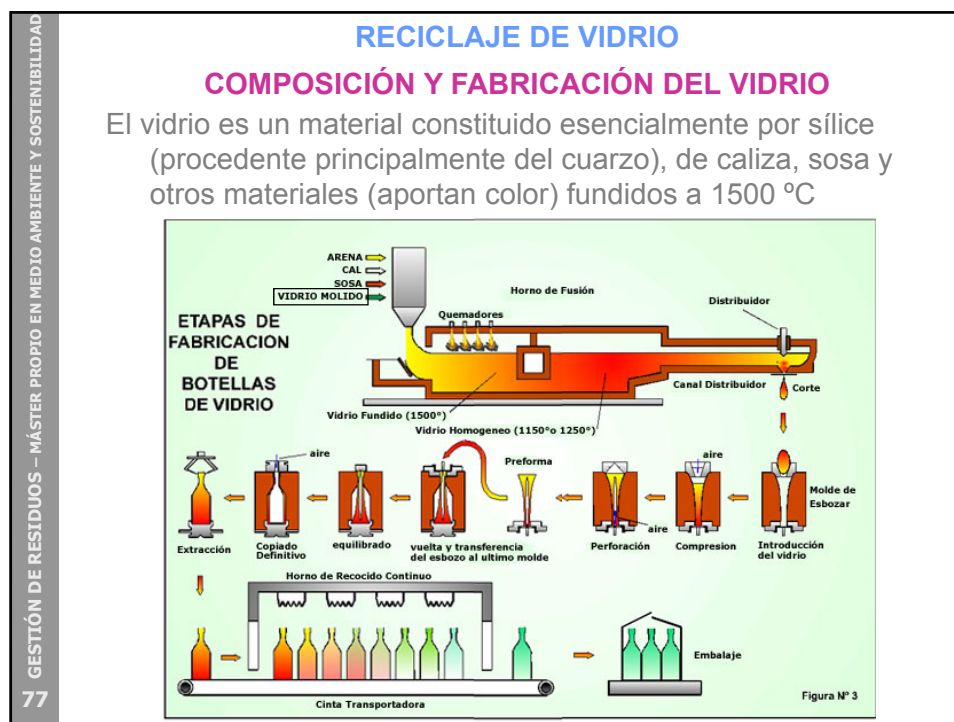 GESTIÓN DE RESIDUOS – MÁSTER PROPIO EN MEDIO AMBIENTE Y SOSTENIBILIDAD
77
RECICLAJE DE VIDRIO
COMPOSICIÓN Y FABRICACIÓN DEL VIDRIO
El vidrio es un material constituido esencialmente por sílice
(procedente principalmente del cuarzo), de caliza, sosa y
otros materiales (aportan color) fundidos a 1500 ºC
ARENA
CAL
SOSA
VIDRIO MOLIDO
ETAPAS DE
FABRICACION
DE
BOTELLAS
DE VIDRIO
Quemadores
Horno de Fusión
Distribuidor
Canal Distribuidor
Corte
Vidrio Fundido (1500°)
Vidrio Homogeneo (1150°o 1250°)
aire
Preforma
aire
Molde de
Esbozar
aire
Extracción
Copiado
Definitivo
equilibrado
vuelta y transferencia
del esbozo al ultimo molde
Perforación
Compresion
Introducción
del vidrio
Horno de Recocido Continuo
Embalaje
Cinta Transportadora
Figura Nº 3